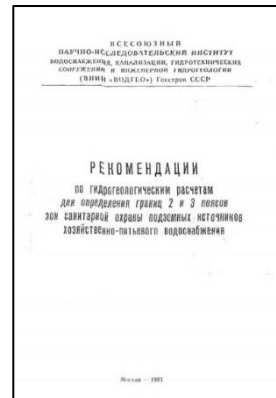 ВСЕСОЮЗНЫЙ
НАУЧНО-ИССЛЕДОВАТЕЛЬСКИЙ ИНСТИТУТ
ВОДОСНАБЖЕНИЯ, КАНАЛИЗАЦИИ, ГИДРОТЕХНИЧЕСКИХ
СООРУЖЕНИЙ И ИНЖЕНЕРНОЙ ГИДРОГЕОЛОГИИ
(ВНИИ «ВОДГЕО») Госстроя СССР
РЕКОМЕНДАЦИИ
по гидрогеологическим расчетам
для определения границ 2 и 3 поясов
зон санитарной охраны подземных источников
хозяйственно-питьевого водоснабжения
Москва — 1983